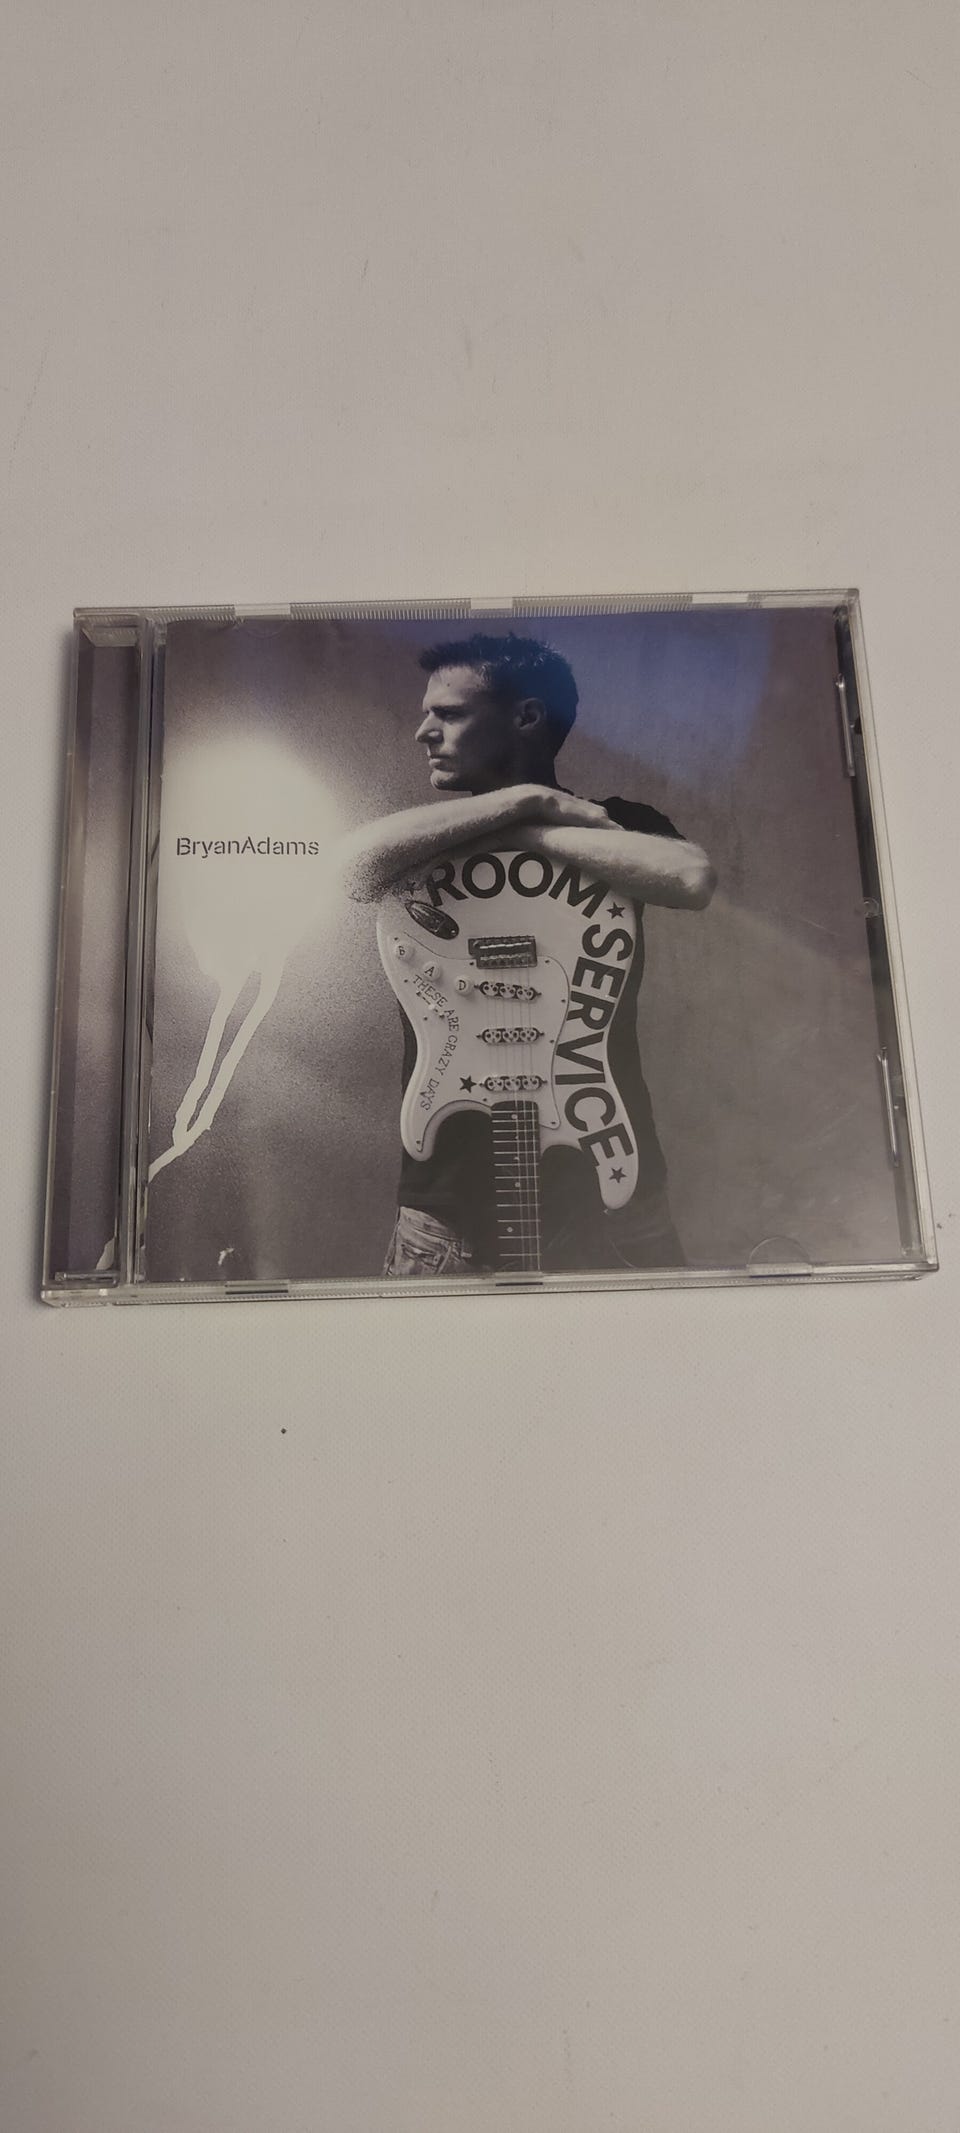 BryanAdams
ROOM
SERVICE
B A D
THESE ARE CRAZY DAYS